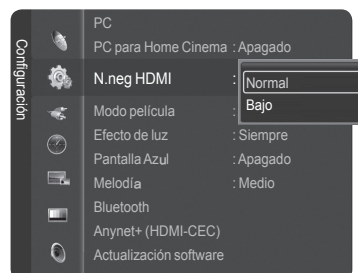 Configuración
PC
PC para Home Cinema : Apagado
N.neg HDMI : Normal
Bajo
Modo película :
Efecto de luz : Siempre
Pantalla Azul : Apagado
Melodía : Medio
Bluetooth
Anynet+ (HDMI-CEC)
Actualización software